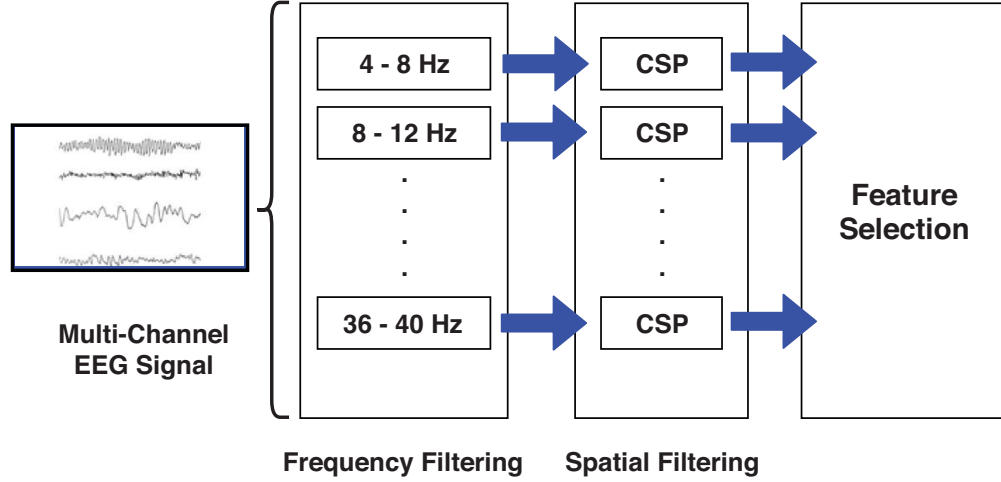 4 - 8 Hz
CSP
8 - 12 Hz
CSP
36 - 40 Hz
CSP
Feature
Selection
Multi-Channel
EEG Signal
Frequency Filtering
Spatial Filtering